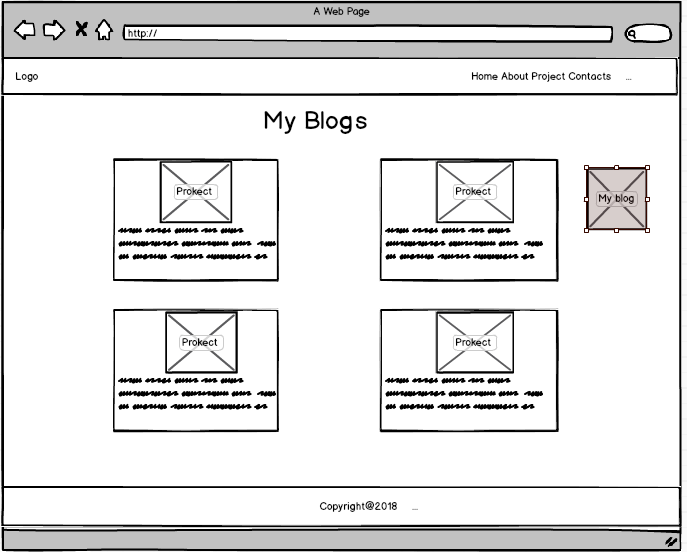 A Web Page
http://
Logo
Home About Project Contacts ...
My Blogs
Prokect
Prokect
My blog
Prokect
Prokect
Copyright@2018 ...